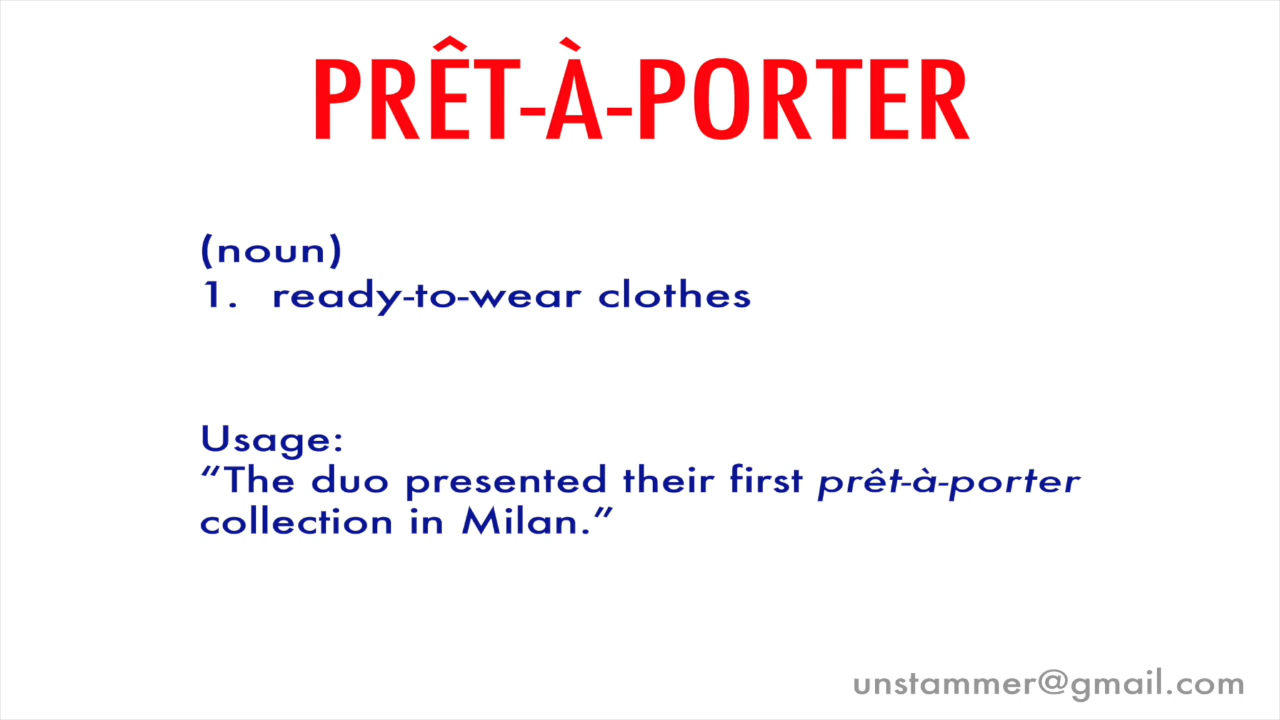 PRÊT-À-PORTER
(noun)
1. ready-to-wear clothes
Usage:
“The duo presented their first prêt-à-porter
collection in Milan.”
unstammer@gmail.com